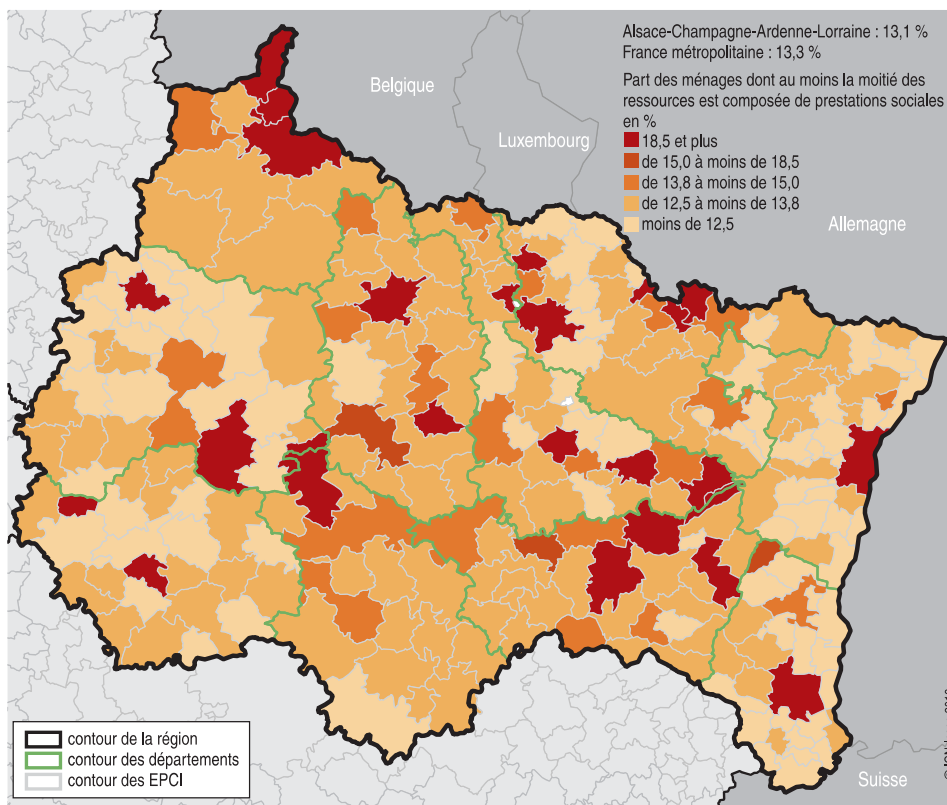 Alsace-Champagne-Ardenne-Lorraine : 13,1 %
France métropolitaine : 13,3 %
Part des ménages dont au moins la moitié des
ressources est composée de prestations sociales
en %
18,5 et plus
de 15,0 à moins de 18,5
de 13,8 à moins de 15,0
de 12,5 à moins de 13,8
moins de 12,5
Belgique
Luxembourg
Allemagne
Suisse
contour de la région
contour des départements
contour des EPCI